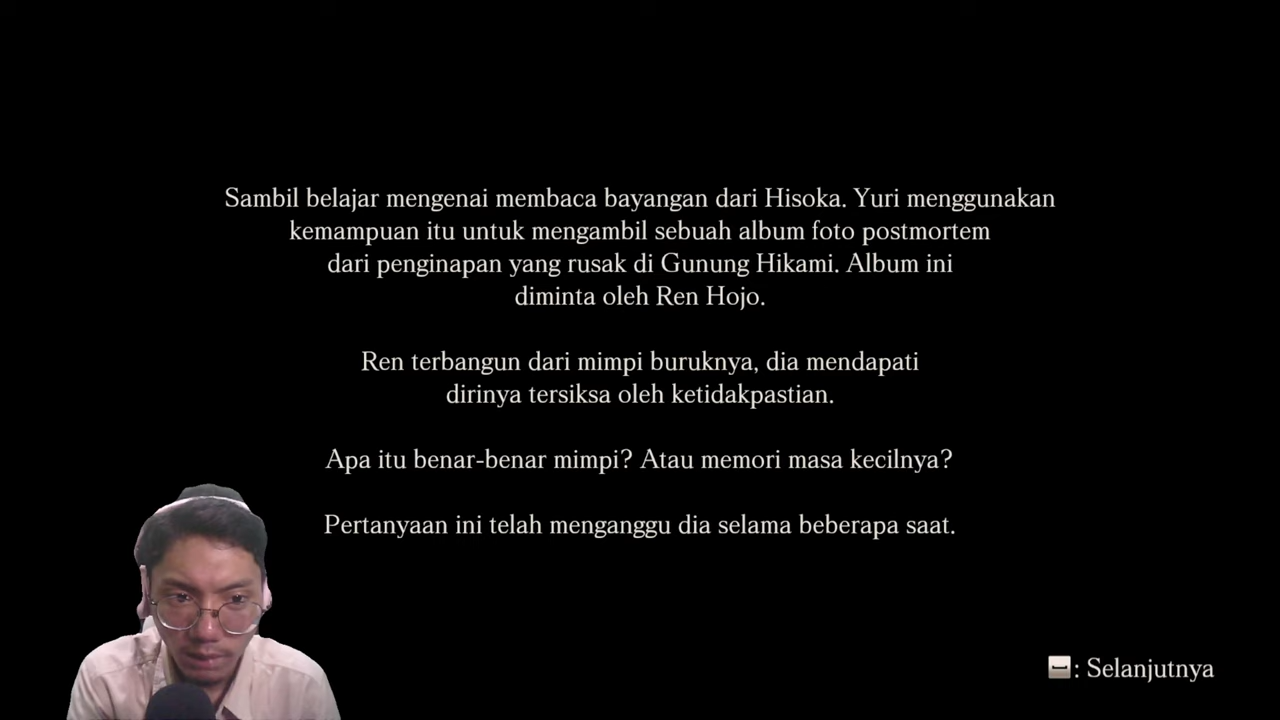 Sambil belajar mengenai membaca bayangan dari Hisoka. Yuri menggunakan
kemampuan itu untuk mengambil sebuah album foto postmortem
dari penginapan yang rusak di Gunung Hikami. Album ini
diminta oleh Ren Hojo.
Ren terbangun dari mimpi buruknya, dia mendapati
dirinya tersiksa oleh ketidakpastian.
Apa itu benar-benar mimpi? Atau memori masa kecilnya?
Pertanyaan ini telah menganggu dia selama beberapa saat.
: Selanjutnya